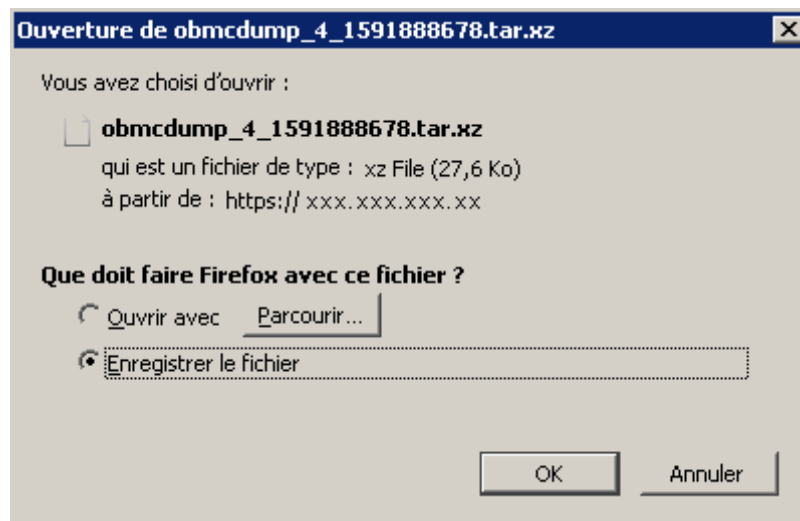 Ouverture de obmcdump_4_1591888678.tar.xz
Vous avez choisi d'ouvrir :
obmcdump_4_1591888678.tar.xz
qui est un fichier de type : xz File (27,6 Ko)
à partir de : https:// xxx.xxx.xxx.xx
Que doit faire Firefox avec ce fichier ?
Ouvrir avec Parcourir...
Enregistrer le fichier
OK Annuler